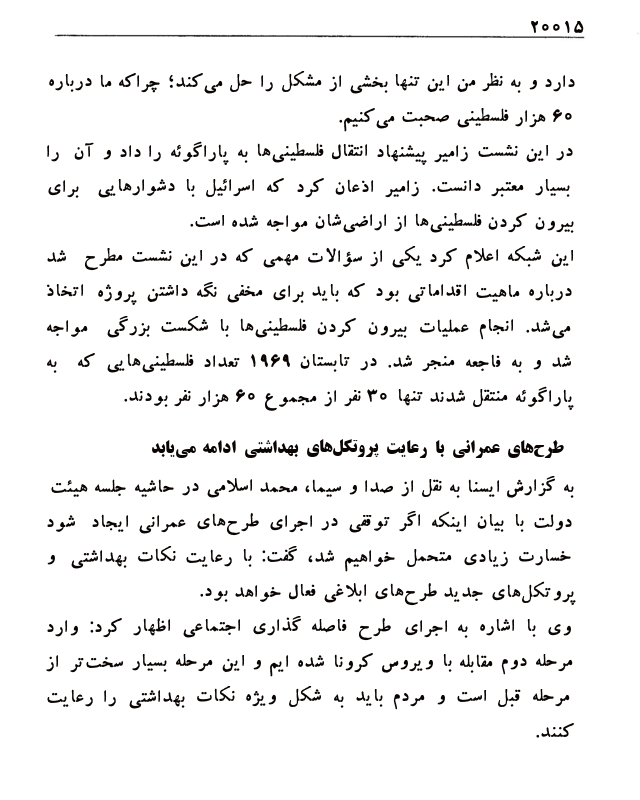 ۲۰۰۱۵
دارد و به نظر من این تنها بخشی از مشکل را حل می‌کند؛ چراکه ما درباره
۶۰ هزار فلسطینی صحبت می‌کنیم.
در این نشست زامیر پیشنهاد انتقال فلسطینی‌ها به پاراگوئه را داد و آن را
بسیار معتبر دانست. زامیر اذعان کرد که اسرائیل با دشوارهایی برای
بیرون کردن فلسطینی‌ها از اراضی‌شان مواجه شده است.
این شبکه اعلام کرد یکی از سؤالات مهمی که در این نشست مطرح شد
درباره ماهیت اقداماتی بود که باید برای مخفی نگه داشتن پروژه اتخاذ
می‌شد. انجام عملیات بیرون کردن فلسطینی‌ها با شکست بزرگی مواجه
شد و به فاجعه منجر شد. در تابستان ۱۹۶۹ تعداد فلسطینی‌هایی که به
پاراگوئه منتقل شدند تنها ۳۰ نفر از مجموع ۶۰ هزار نفر بودند.
طرح‌های عمرانی با رعایت پروتکل‌های بهداشتی ادامه می‌یابد
به گزارش ایسنا به نقل از صدا و سیما، محمد اسلامی در حاشیه جلسه هیئت
دولت با بیان اینکه اگر توقفی در اجرای طرح‌های عمرانی ایجاد شود
خسارت زیادی متحمل خواهیم شد، گفت: با رعایت نکات بهداشتی و
پروتکل‌های جدید طرح‌های ابلاغی فعال خواهد بود.
وی با اشاره به اجرای طرح فاصله گذاری اجتماعی اظهار کرد: وارد
مرحله دوم مقابله با ویروس کرونا شده ایم و این مرحله بسیار سخت‌تر از
مرحله قبل است و مردم باید به شکل ویژه نکات بهداشتی را رعایت
کنند.